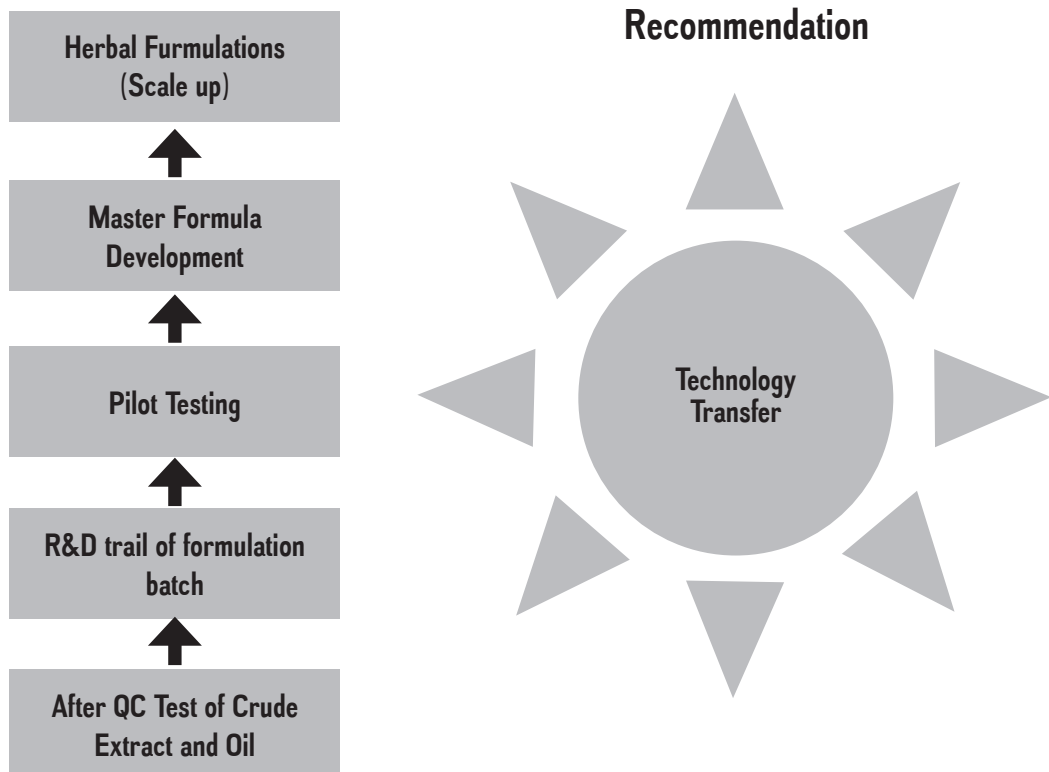 Herbal Furmulations
(Scale up)
Master Formula
Development
Pilot Testing
R&D trail of formulation
batch
After QC Test of Crude
Extract and Oil
Recommendation
Technology
Transfer